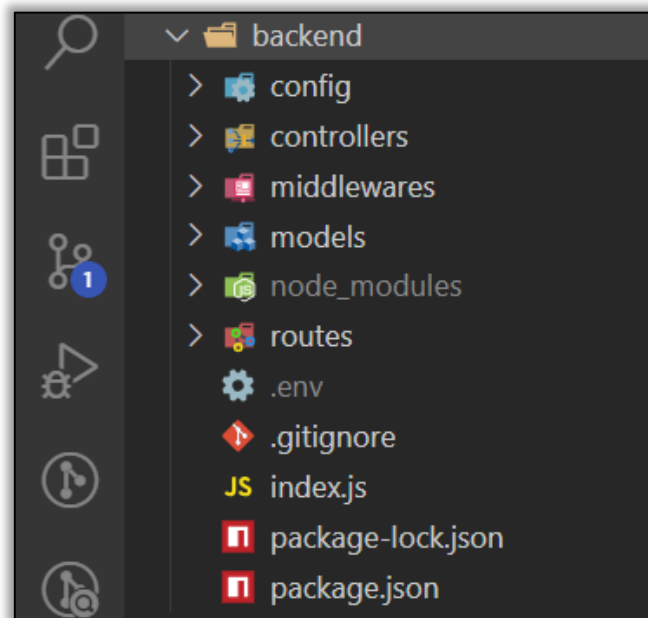 backend
config
controllers
middlewares
models
node_modules
routes
.env
.gitignore
JS index.js
package-lock.json
package.json
1